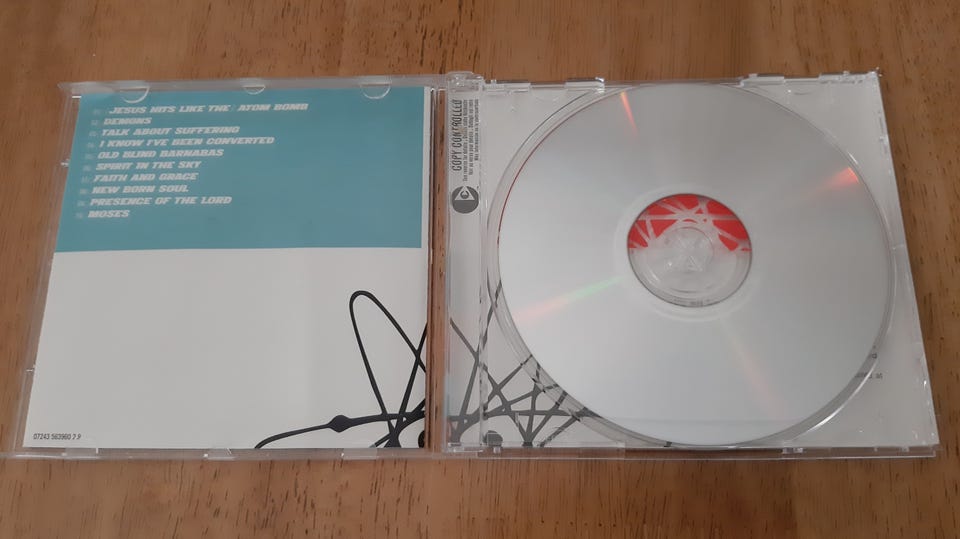 JESUS HITS LIKE THE ATOM BOMB
DEMONS
TALK ABOUT SUFFERING
I KNOW I'VE BEEN CONVERTED
OLD BLIND BARNABAS
SPIRIT IN THE SKY
FAITH AND GRACE
NEW BORN SOUL
PRESENCE OF THE LORD
MOSES
07243 563960 2 9
COPY CONTROLLED